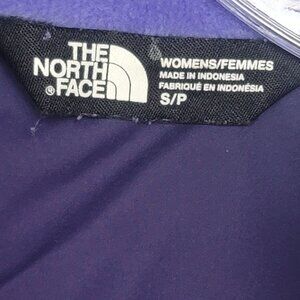 THE
NORTH
®FACE
WOMENS/FEMMES
MADE IN INDONESIA
FABRIQUÉ EN INDONÉSIA
S/P